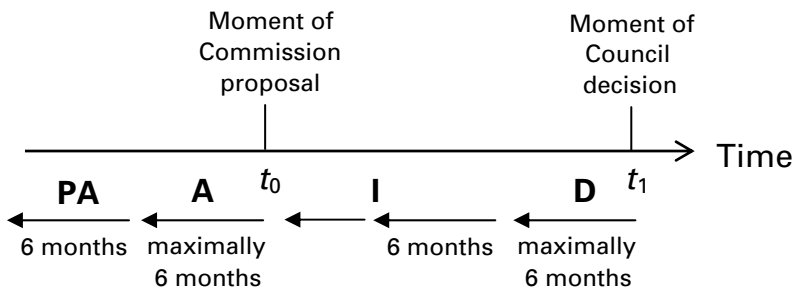 Moment of
Commission
proposal
Moment of
Council
decision
Time
PA
A
t0
I
D
t1
6 months
maximally
6 months
6 months
maximally
6 months